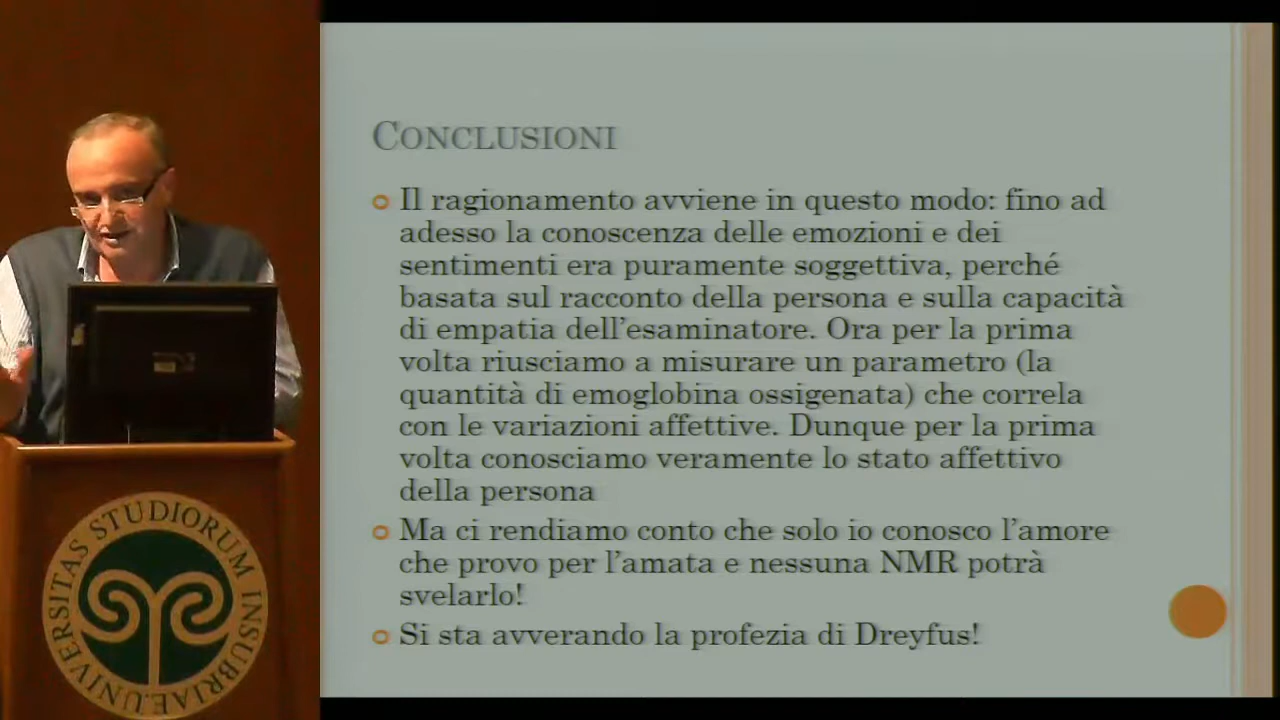 CONCLUSIONI
Il ragionamento avviene in questo modo: fino ad
adesso la conoscenza delle emozioni e dei
sentimenti era puramente soggettiva, perché
basata sul racconto della persona e sulla capacità
di empatia dell'esaminatore. Ora per la prima
volta riusciamo a misurare un parametro (la
quantità di emoglobina ossigenata) che correla
con le variazioni affettive. Dunque per la prima
volta conosciamo veramente lo stato affettivo
della persona
Ma ci rendiamo conto che solo io conosco l'amore
che provo per l'amata e nessuna NMR potrà
svelarlo!
Si sta avverando la profezia di Dreyfus!
UNIVERSITAS STUDIORUM INSUBRIAE